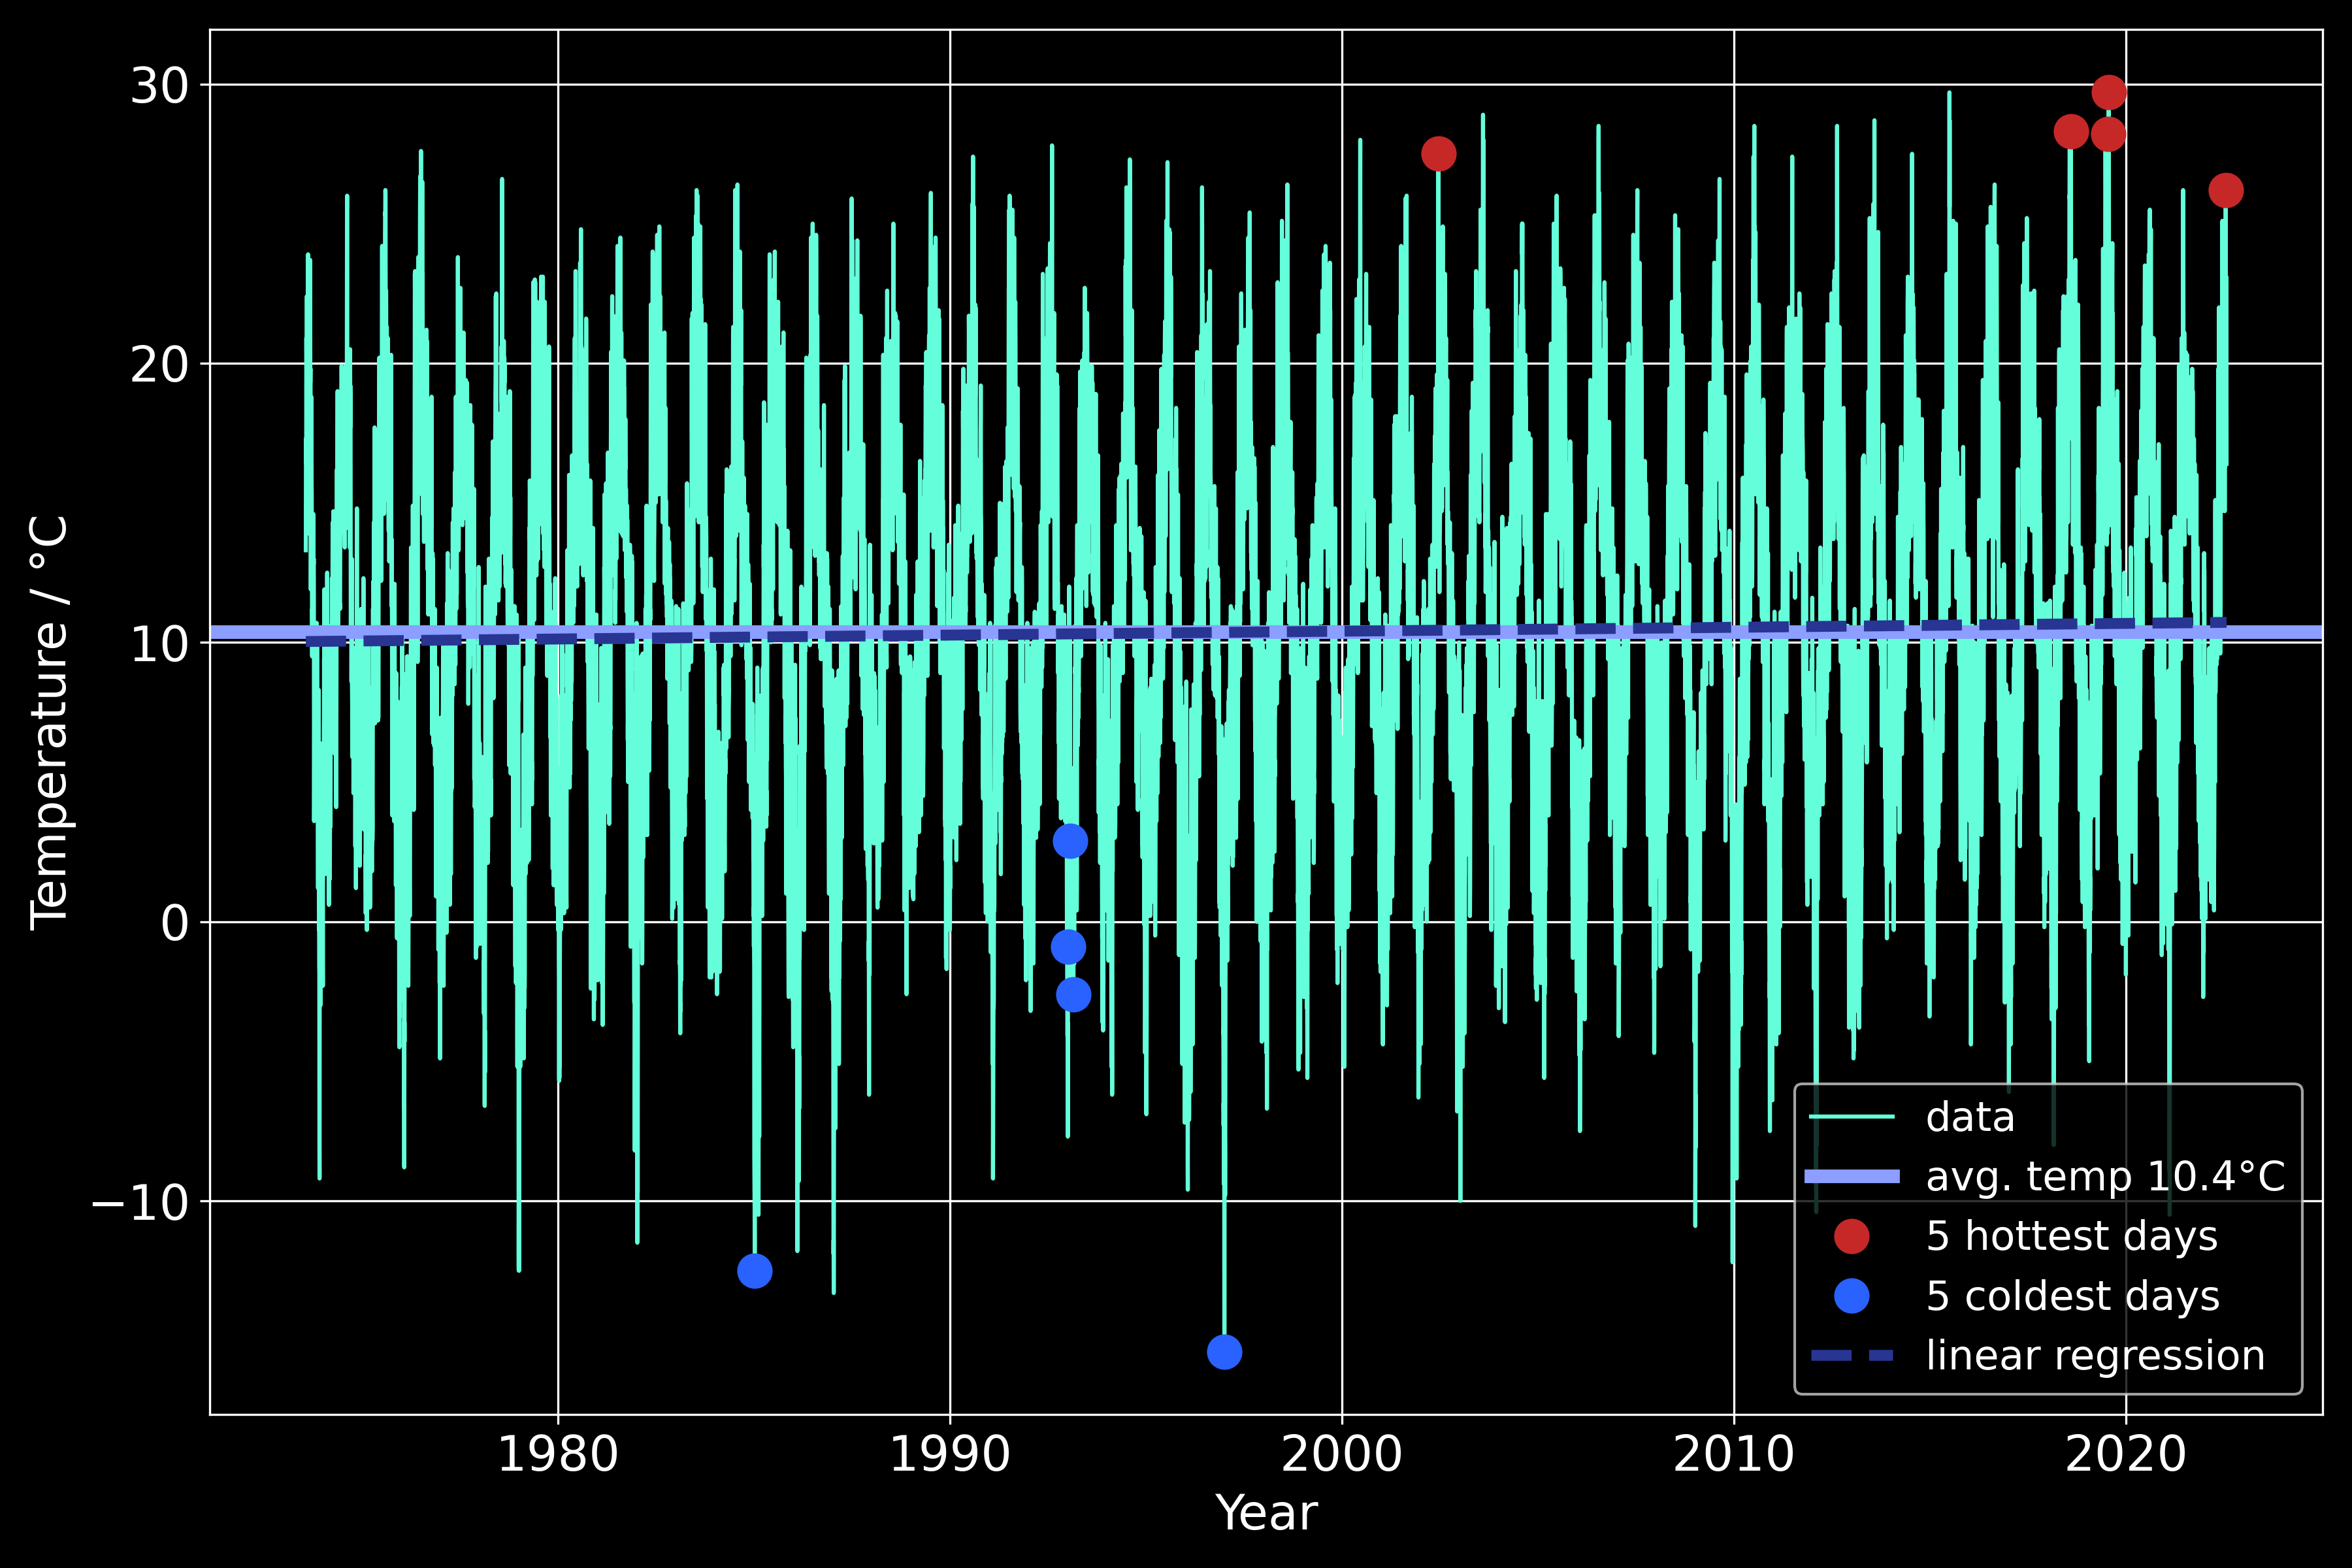 30
20
10
0
−10
Temperature / °C
1980 1990 2000 2010 2020
Year
data
avg. temp 10.4°C
5 hottest days
5 coldest days
linear regression